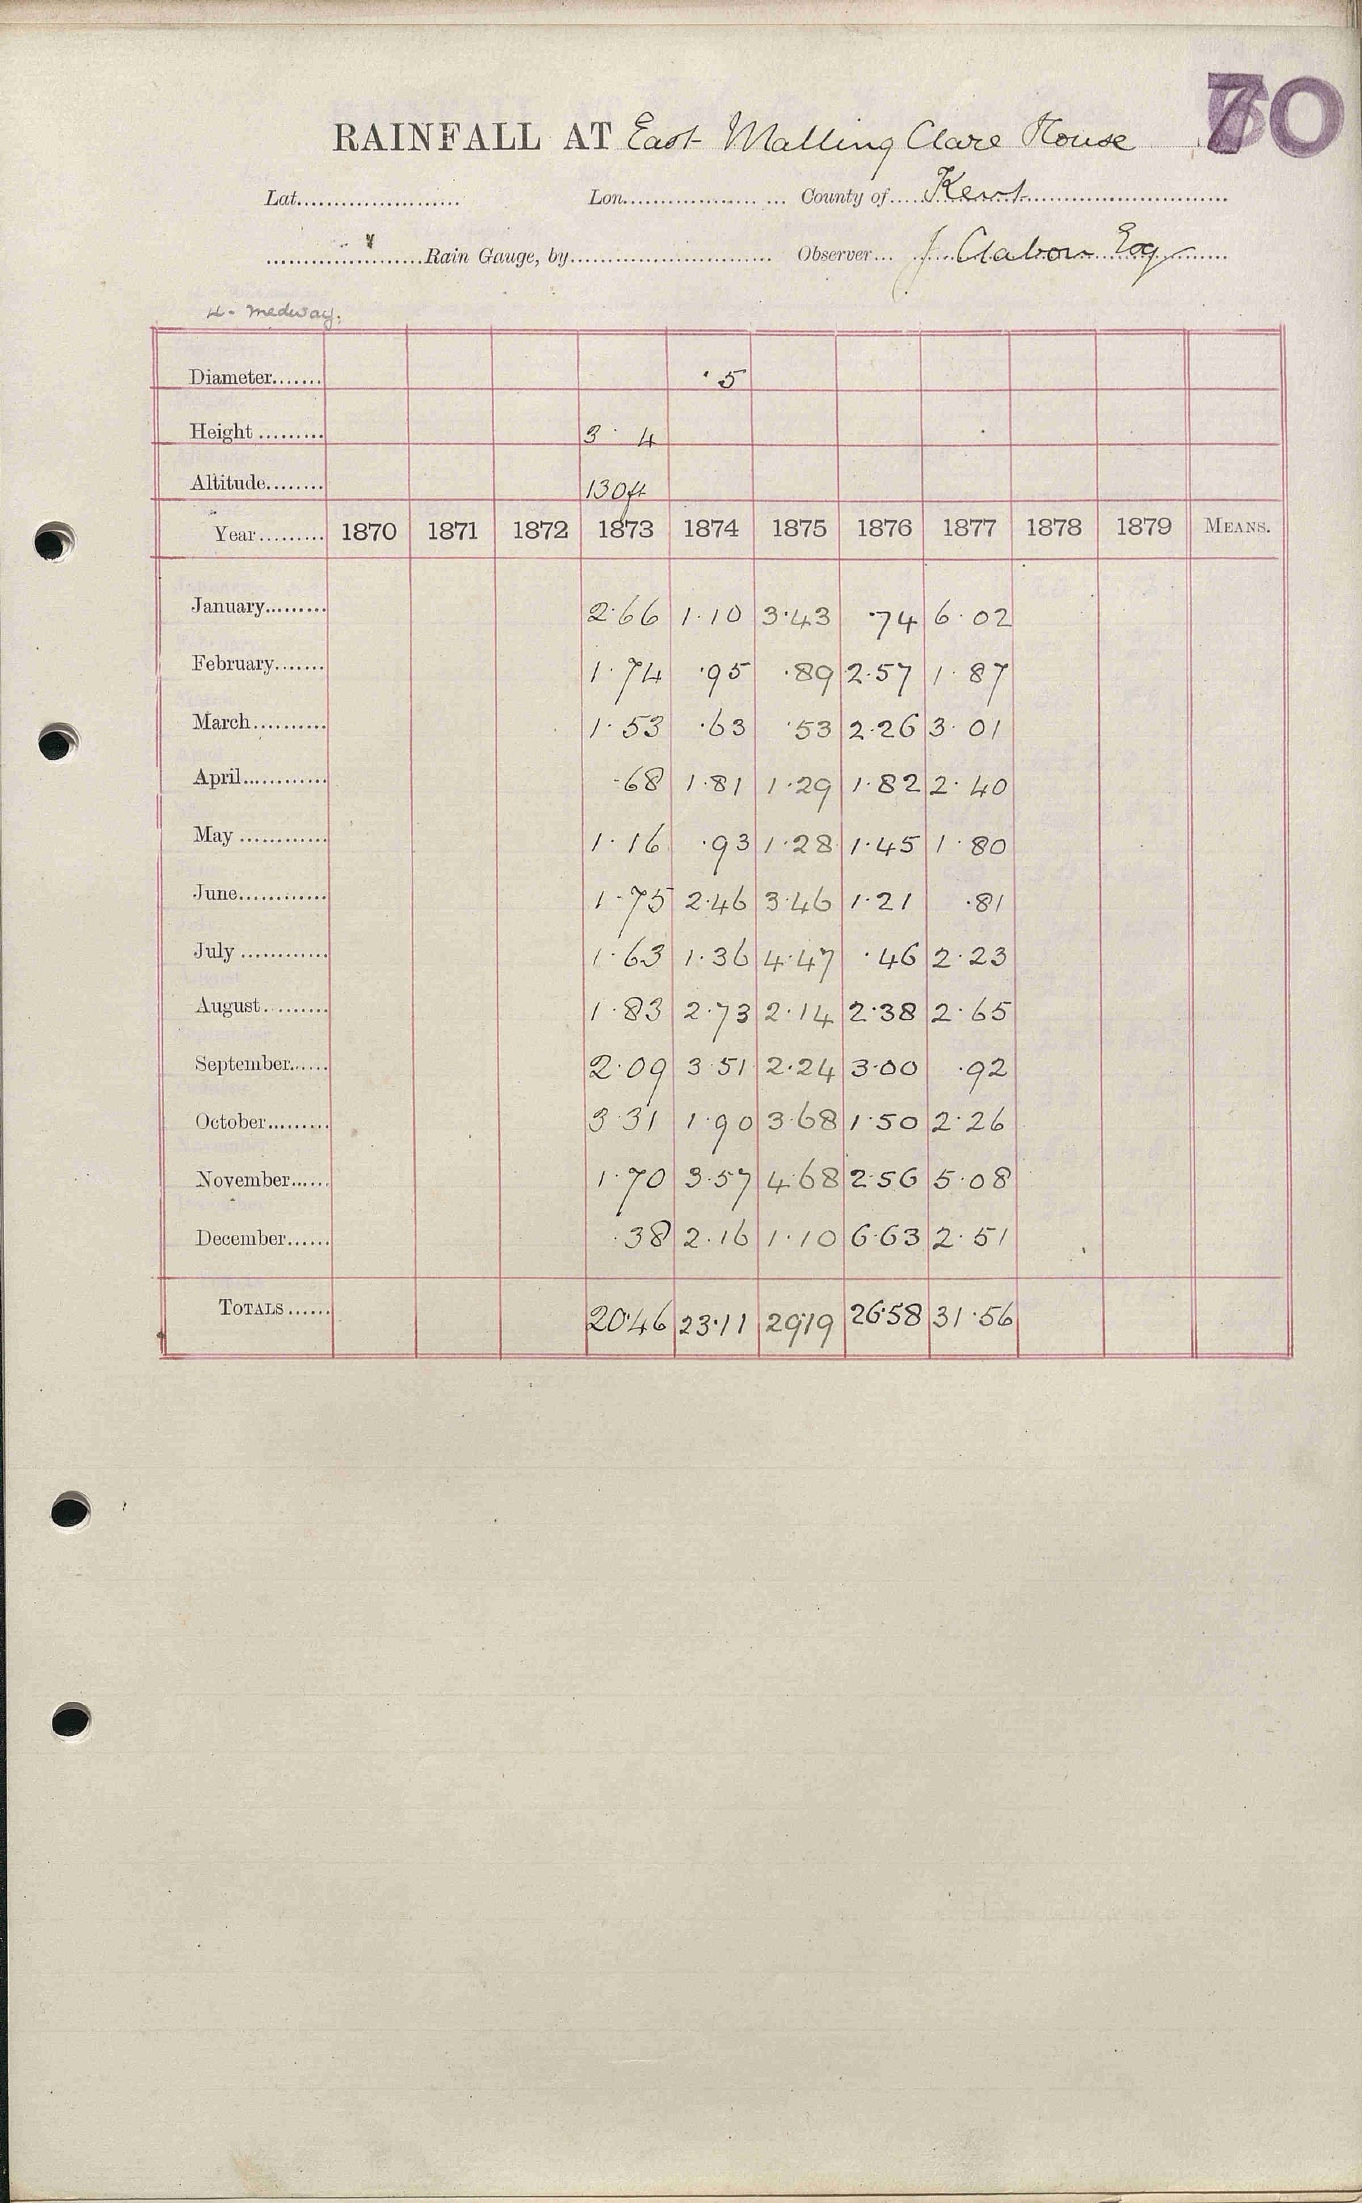 70
RAINFALL AT East Malling Clare House
Lat. Lon. County of Kent
Rain Gauge, by Observer J Clabon Esq
4. Medway.
Diameter ·5
Height 3 · 4
Altitude 130ft
Year 1870 1871 1872 1873 1874 1875 1876 1877 1878 1879 MEANS.
January 2·66 1·10 3·43 ·74 6·02
February 1·74 ·95 ·89 2·57 1·87
March 1·53 ·63 ·53 2·26 3·01
April ·68 1·81 1·29 1·82 2·40
May 1·16 ·93 1·28 1·45 1·80
June 1·75 2·46 3·46 1·21 ·81
July 1·63 1·36 4·47 ·46 2·23
August 1·83 2·73 2·14 2·38 2·65
September 2·09 3·51 2·24 3·00 ·92
October 3·31 1·90 3·68 1·50 2·26
November 1·70 3·57 4·68 2·56 5·08
December ·38 2·16 1·10 6·63 2·51
TOTALS 20·46 23·11 29·19 26·58 31·56